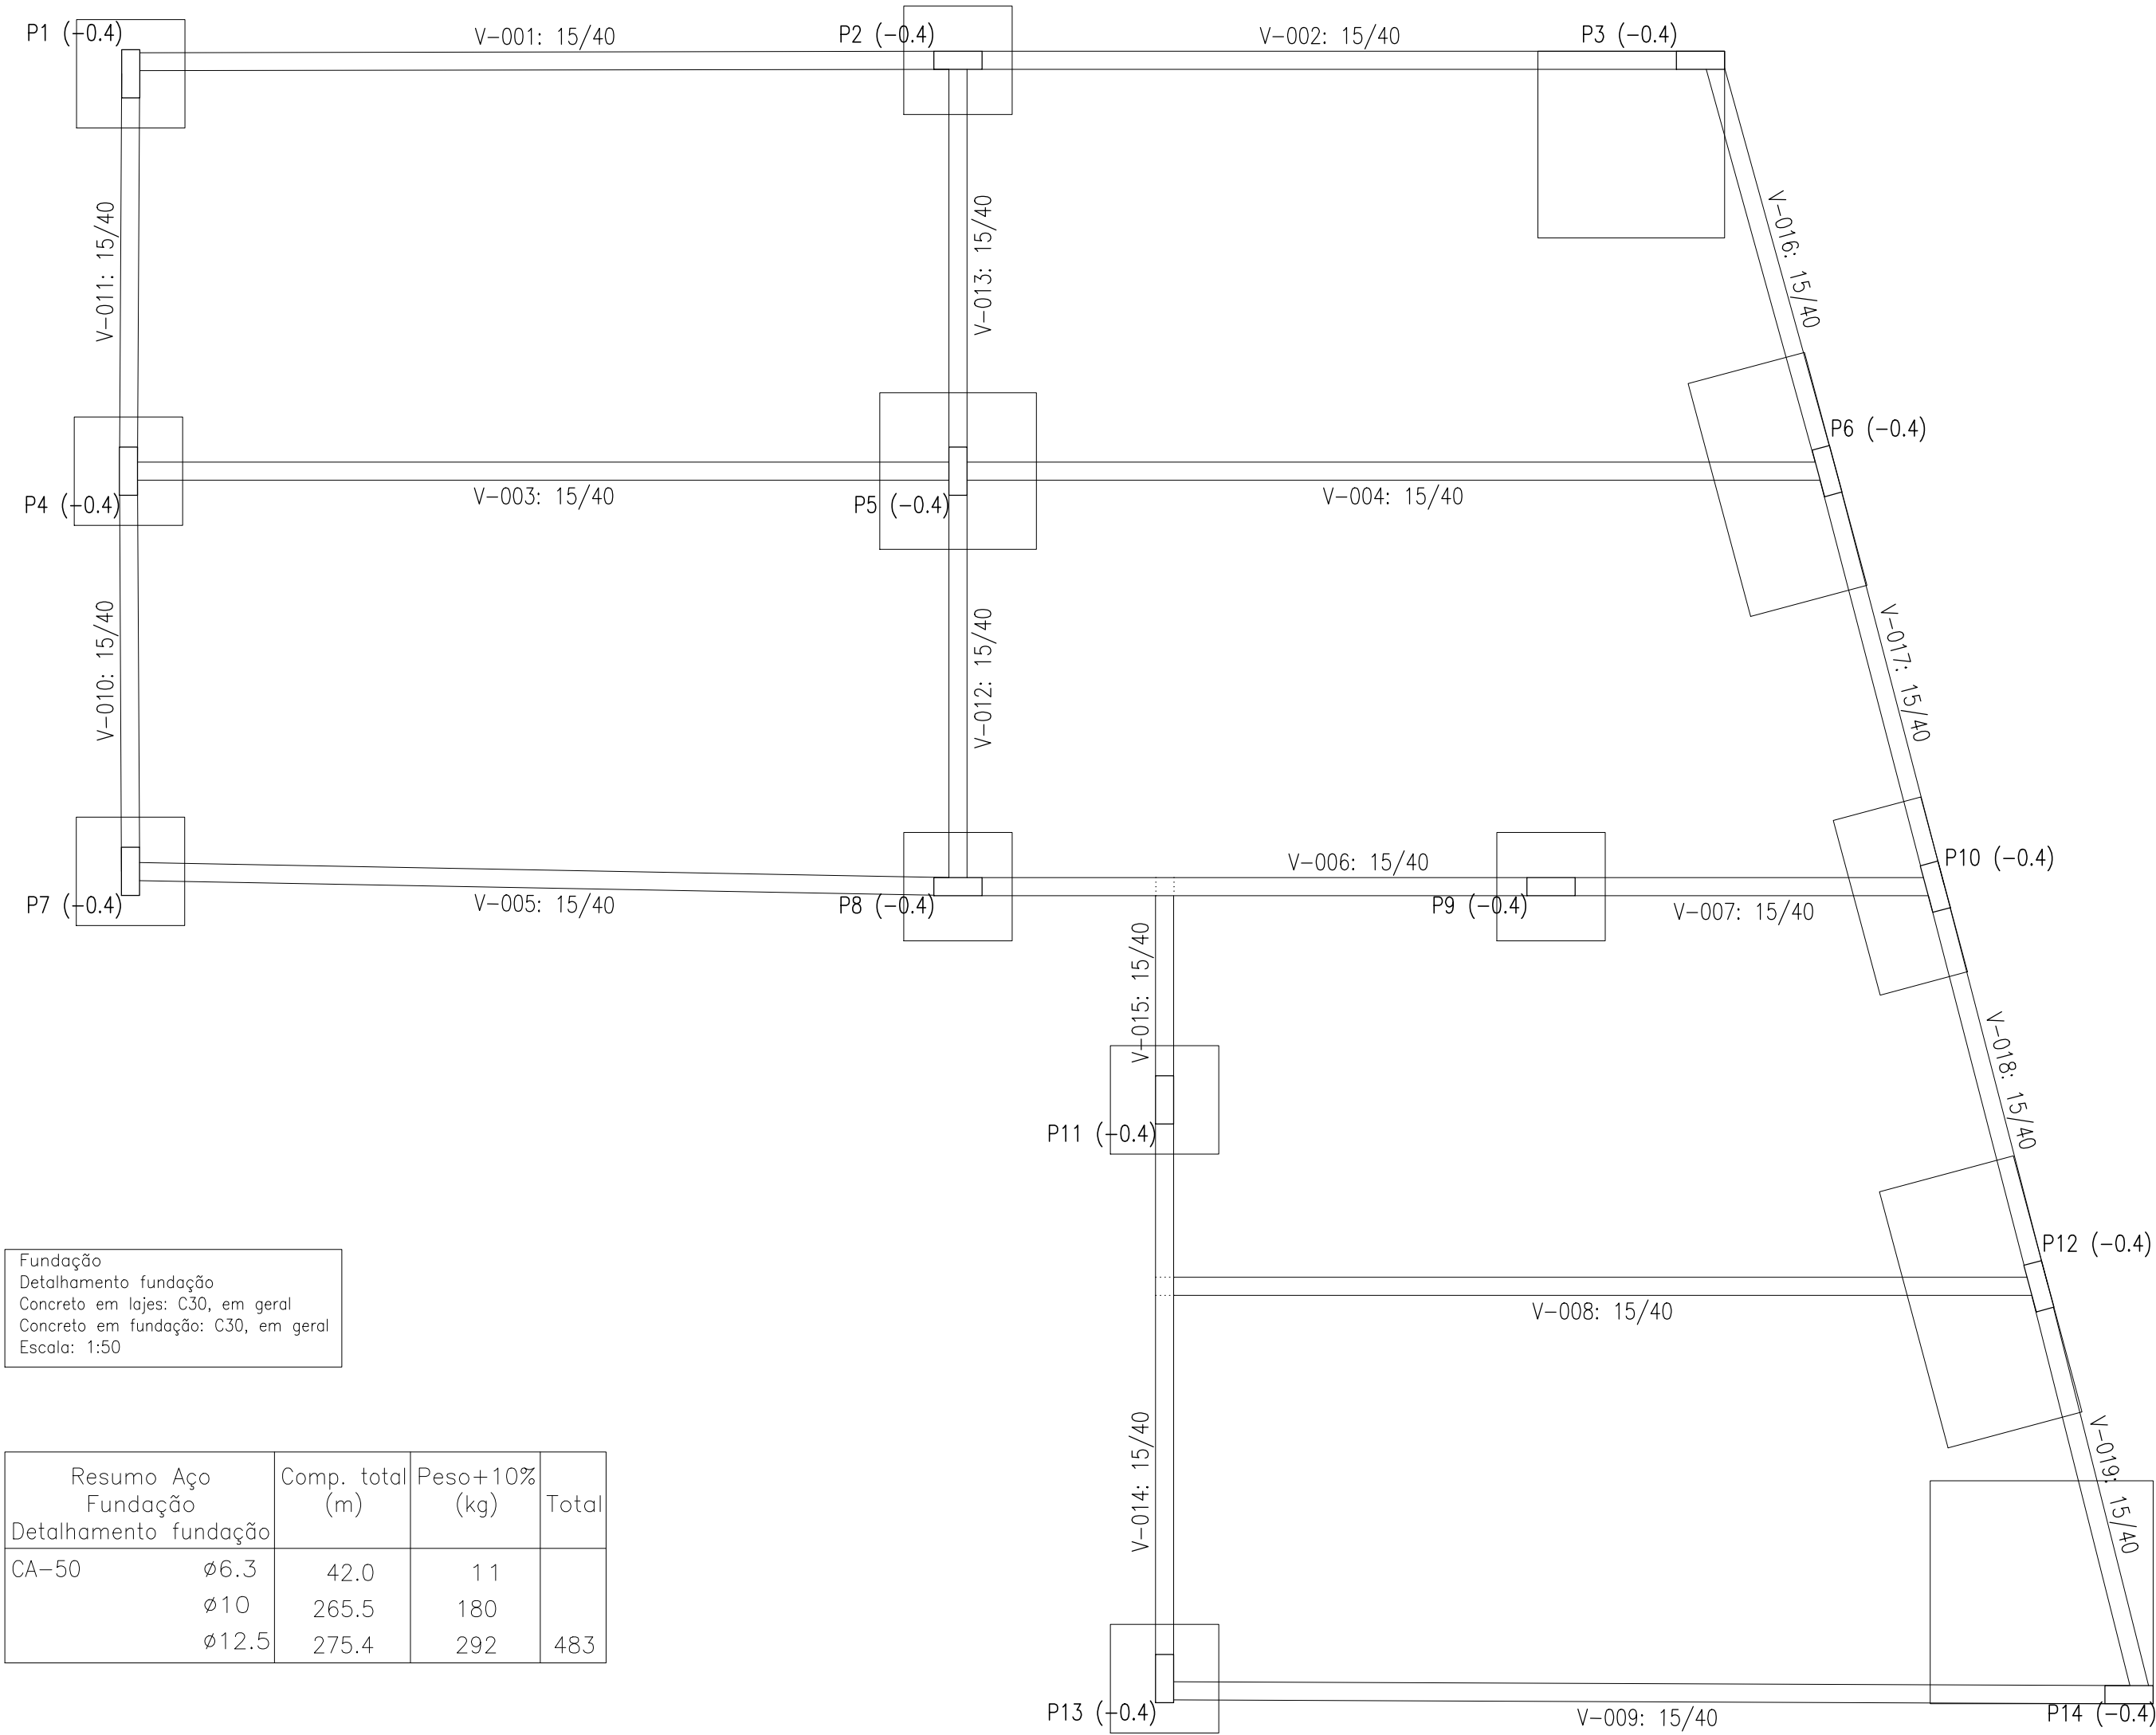 P1 (-0.4)
V-001: 15/40
P2 (-0.4)
V-002: 15/40
P3 (-0.4)
V-011: 15/40
V-013: 15/40
V-016: 15/40
P6 (-0.4)
P4 (-0.4)
V-003: 15/40
P5 (-0.4)
V-004: 15/40
V-010: 15/40
V-012: 15/40
V-017: 15/40
P7 (-0.4)
V-005: 15/40
P8 (-0.4)
V-006: 15/40
P9 (-0.4)
V-007: 15/40
P10 (-0.4)
V-015: 15/40
V-018: 15/40
P11 (-0.4)
P12 (-0.4)
V-008: 15/40
V-014: 15/40
V-019: 15/40
P13 (-0.4)
V-009: 15/40
P14 (-0.4)
Fundação
Detalhamento fundação
Concreto em lajes: C30, em geral
Concreto em fundação: C30, em geral
Escala: 1:50
Resumo Aço Comp. total Peso+10%
Fundação (m) (kg) Total
Detalhamento fundação
CA-50 ø6.3 42.0 11
ø10 265.5 180
ø12.5 275.4 292 483